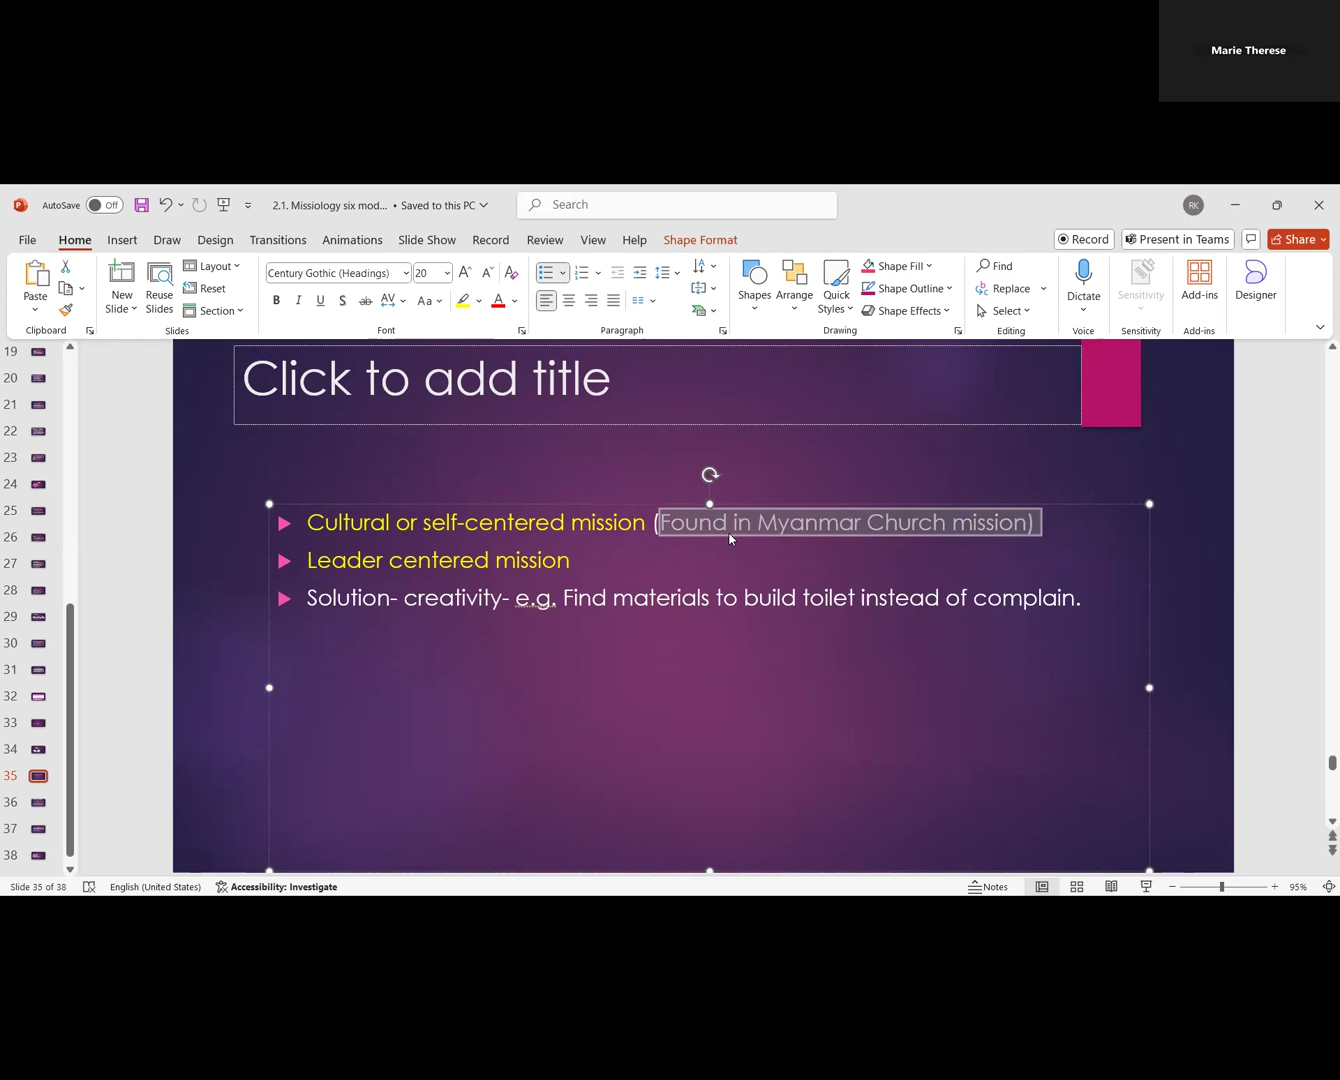 Marie Therese
AutoSave Off 2.1. Missiology six mod... • Saved to this PC Search RK
File Home Insert Draw Design Transitions Animations Slide Show Record Review View Help Shape Format Record Present in Teams Share
Paste New Slide Reuse Slides Layout Reset Section Century Gothic (Headings) 20 B I U S ab AV Aa A Shapes Arrange Quick Styles Shape Fill Shape Outline Shape Effects Find Replace Select Dictate Sensitivity Add-ins Designer
Clipboard Slides Font Paragraph Drawing Editing Voice Sensitivity Add-ins
19
20
21
22
23
24
25
26
27
28
29
30
31
32
33
34
35
36
37
38
Click to add title
Cultural or self-centered mission (Found in Myanmar Church mission)
Leader centered mission
Solution- creativity- e.g. Find materials to build toilet instead of complain.
Slide 35 of 38 English (United States) Accessibility: Investigate Notes 95%